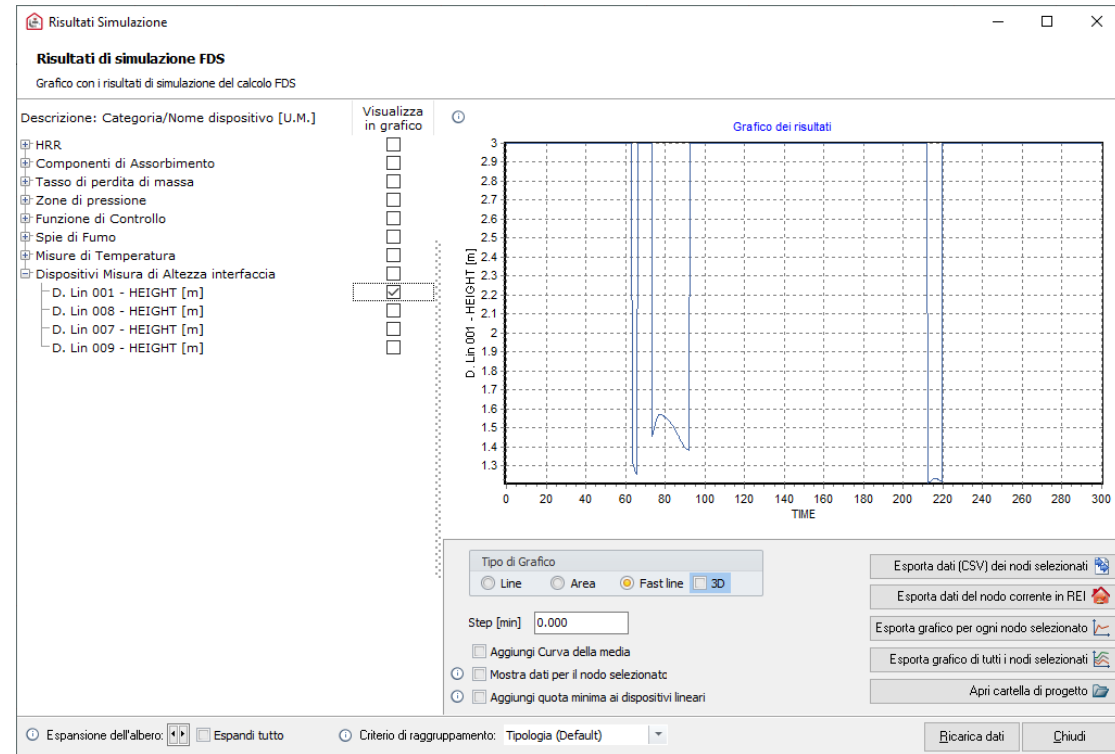 Risultati Simulazione
Risultati di simulazione FDS
Grafico con i risultati di simulazione del calcolo FDS
Descrizione: Categoria/Nome dispositivo [U.M.]
Visualizza
in grafico
HRR
Componenti di Assorbimento
Tasso di perdita di massa
Zone di pressione
Funzione di Controllo
Spie di Fumo
Misure di Temperatura
Dispositivi Misura di Altezza interfaccia
D. Lin 001 - HEIGHT [m]
D. Lin 008 - HEIGHT [m]
D. Lin 007 - HEIGHT [m]
D. Lin 009 - HEIGHT [m]
Grafico dei risultati
D. Lin 001 - HEIGHT [m]
3
2.9
2.8
2.7
2.6
2.5
2.4
2.3
2.2
2.1
2
1.9
1.8
1.7
1.6
1.5
1.4
1.3
0 20 40 60 80 100 120 140 160 180 200 220 240 260 280 300
TIME
Tipo di Grafico
Line Area Fast line 3D
Step [min] 0.000
Aggiungi Curva della media
Mostra dati per il nodo selezionato
Aggiungi quota minima ai dispositivi lineari
Esporta dati (CSV) dei nodi selezionati
Esporta dati del nodo corrente in REI
Esporta grafico per ogni nodo selezionato
Esporta grafico di tutti i nodi selezionati
Apri cartella di progetto
Espansione dell'albero: Espandi tutto Criterio di raggruppamento: Tipologia (Default) Ricarica dati Chiudi